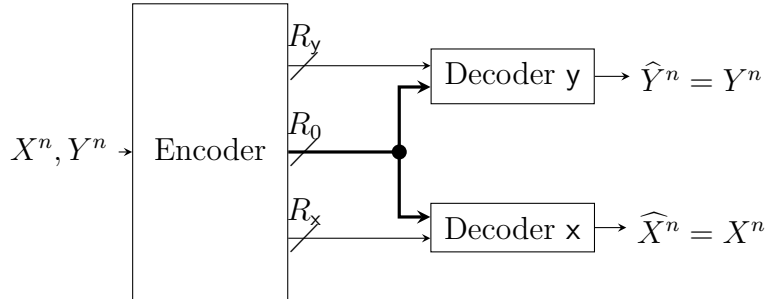 R_y
Decoder y
Ŷ^n = Y^n
X^n, Y^n
Encoder
R_0
R_x
Decoder x
X̂^n = X^n